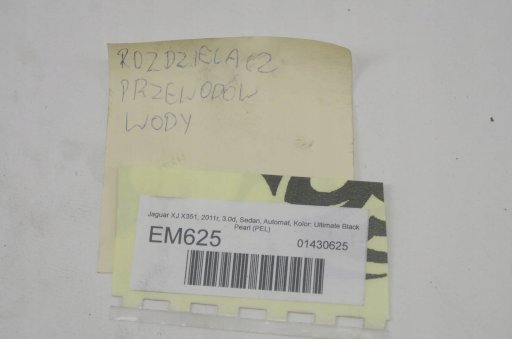 ROZDZIELACZ
PRZEWODÓW
WODY
Jaguar XJ X351, 2011r, 3.0d, Sedan, Automat, Kolor: Ultimate Black
Pearl (PEL)
EM625
01430625